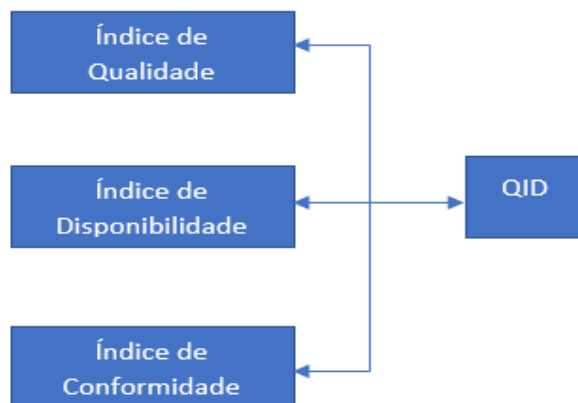 Índice de
Qualidade
Índice de
Disponibilidade
QID
Índice de
Conformidade